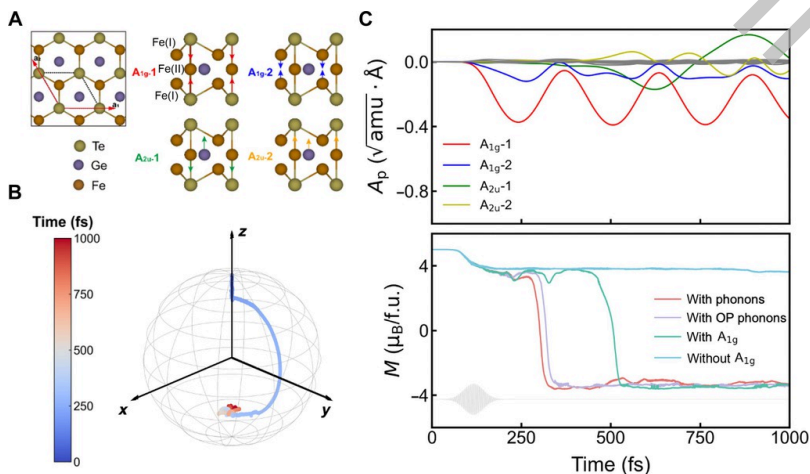 A
a₂
a₁
Te
Ge
Fe
Fe(I)
Fe(II)
Fe(I)
A1g-1
A1g-2
A2u-1
A2u-2
B
Time (fs)
1000
750
500
250
0
z
x
y
C
Aₚ (√amu · Å)
0.0
−0.4
−0.8
A1g-1
A1g-2
A2u-1
A2u-2
M (μB/f.u.)
4
0
−4
With phonons
With OP phonons
With A1g
Without A1g
0 250 500 750 1000
Time (fs)